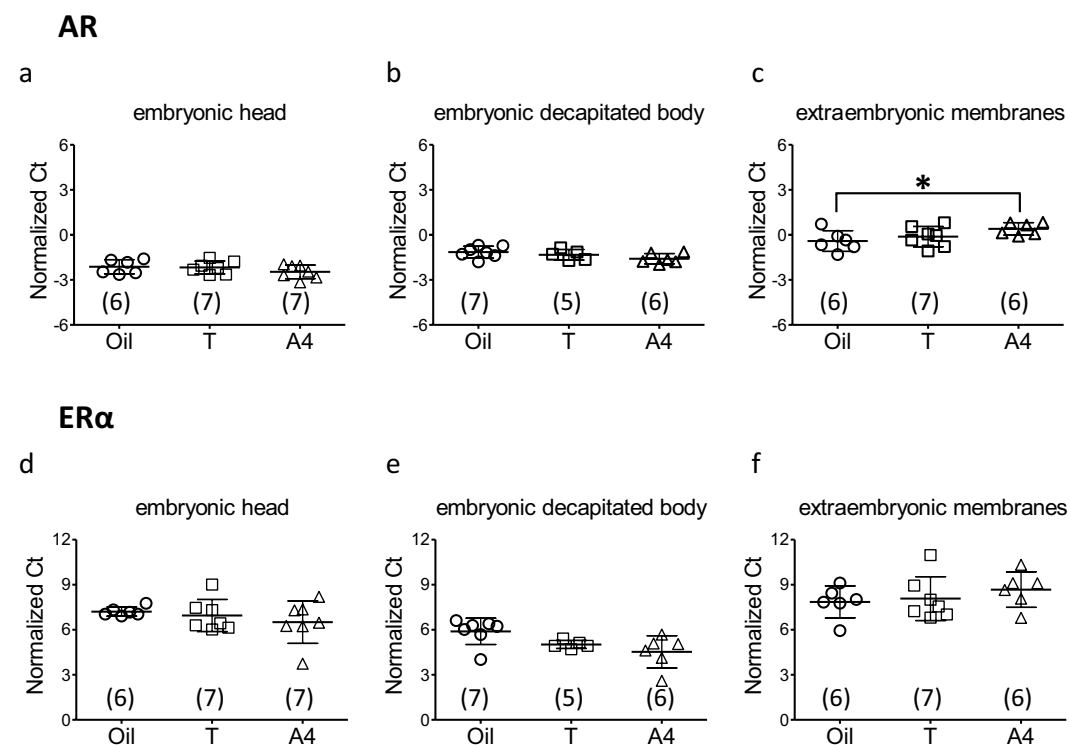 AR
a
embryonic head
Normalized Ct
6
3
0
-3
-6
(6) (7) (7)
Oil T A4
b
embryonic decapitated body
Normalized Ct
6
3
0
-3
-6
(7) (5) (6)
Oil T A4
c
extraembryonic membranes
Normalized Ct
6
3
0
-3
-6
*
(6) (7) (6)
Oil T A4
ERα
d
embryonic head
Normalized Ct
12
9
6
3
0
(6) (7) (7)
Oil T A4
e
embryonic decapitated body
Normalized Ct
12
9
6
3
0
(7) (5) (6)
Oil T A4
f
extraembryonic membranes
Normalized Ct
12
9
6
3
0
(6) (7) (6)
Oil T A4